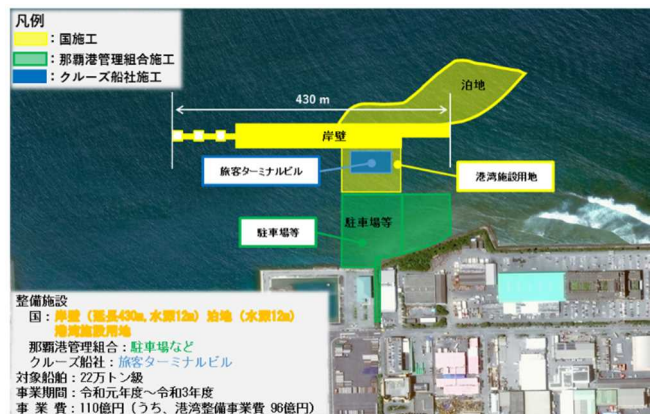 凡例
：国施工
：那覇港管理組合施工
：クルーズ船社施工
430 m
泊地
岸壁
旅客ターミナルビル
港湾施設用地
駐車場等
駐車場等
整備施設
国：岸壁（延長430m、水深12m）泊地（水深12m）
港湾施設用地
那覇港管理組合：駐車場など
クルーズ船社：旅客ターミナルビル
対象船舶：22万トン級
事業期間：令和元年度～令和3年度
事 業 費：110億円（うち、港湾整備事業費 96億円）